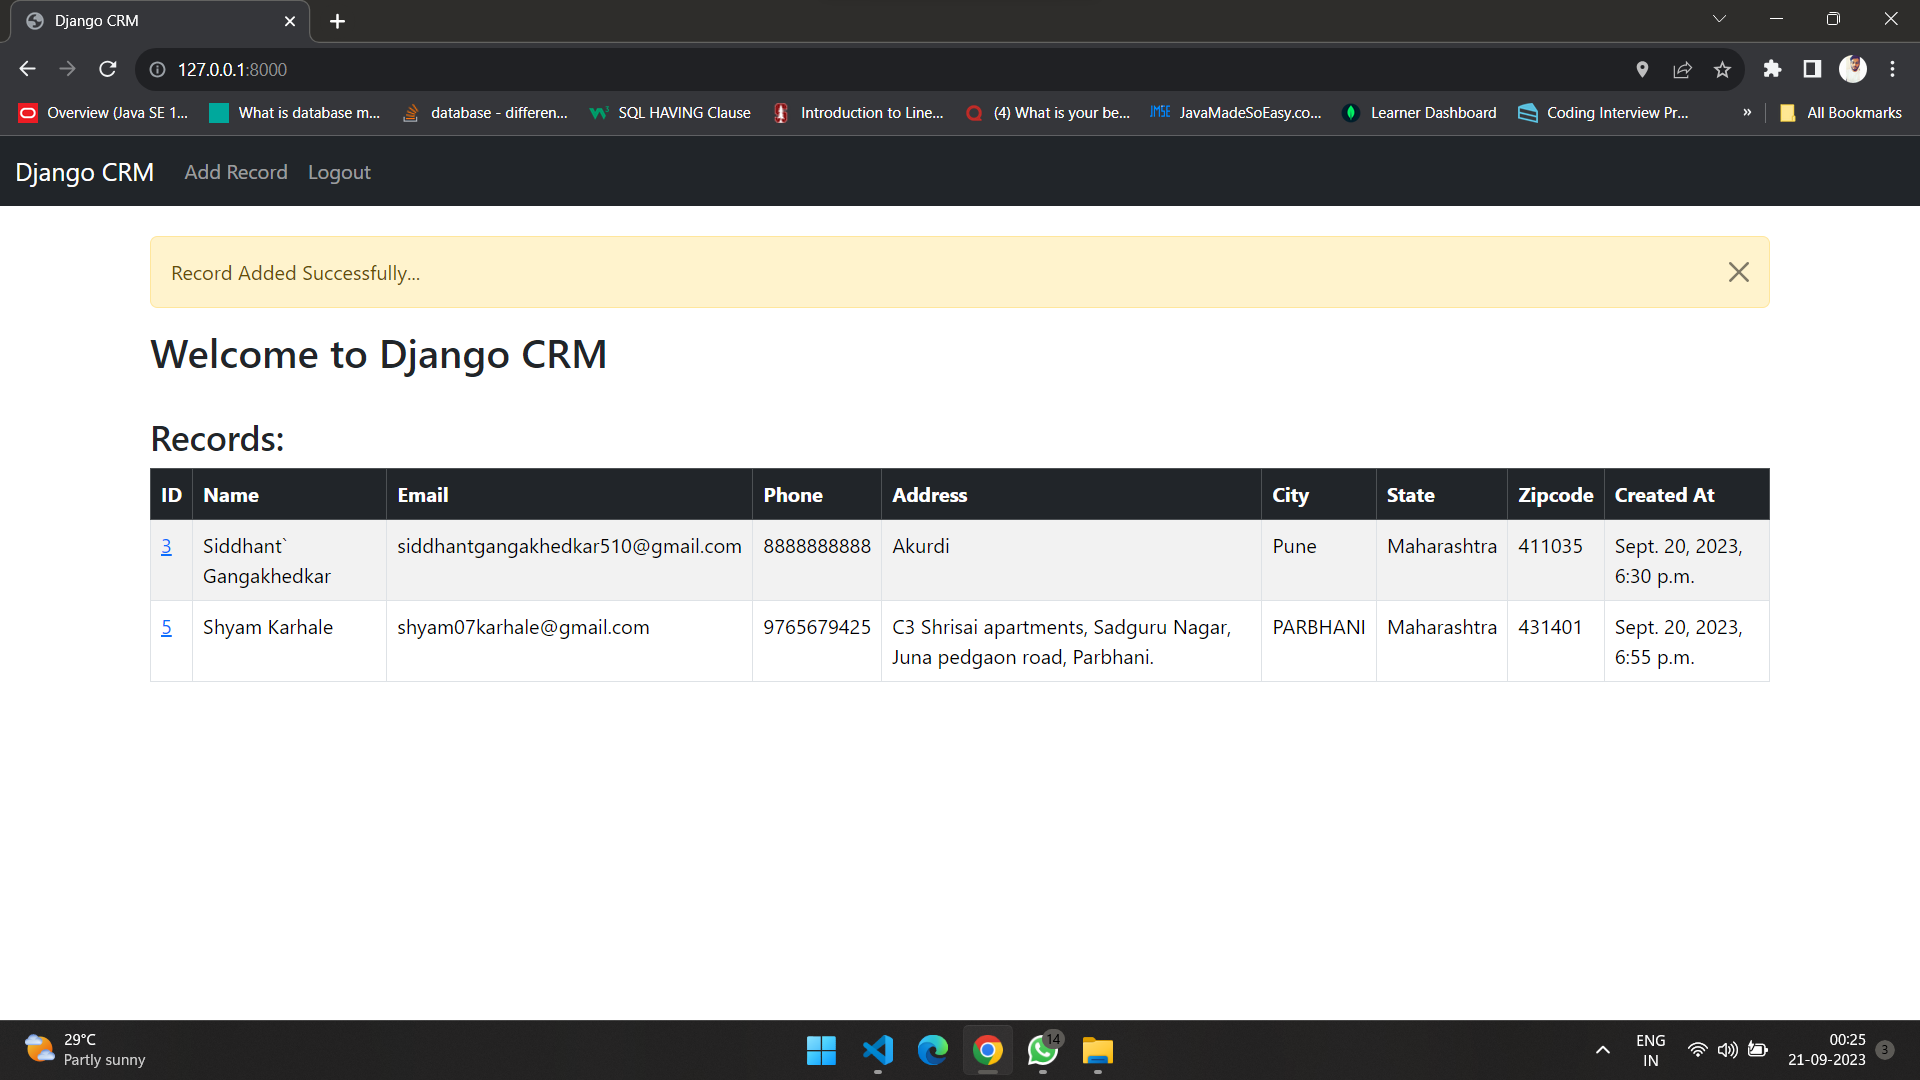 Django CRM
127.0.0.1:8000
Overview (Java SE 1... What is database m... database - differen... SQL HAVING Clause Introduction to Line... (4) What is your be... JavaMadeSoEasy.co... Learner Dashboard Coding Interview Pr... » All Bookmarks
Django CRM Add Record Logout
Record Added Successfully...
Welcome to Django CRM
Records:
ID Name Email Phone Address City State Zipcode Created At
3 Siddhant` siddhantgangakhedkar510@gmail.com 8888888888 Akurdi Pune Maharashtra 411035 Sept. 20, 2023,
Gangakhedkar 6:30 p.m.
5 Shyam Karhale shyam07karhale@gmail.com 9765679425 C3 Shrisai apartments, Sadguru Nagar, PARBHANI Maharashtra 431401 Sept. 20, 2023,
Juna pedgaon road, Parbhani. 6:55 p.m.
29°C 14 ENG 00:25
Partly sunny IN 21-09-2023 3